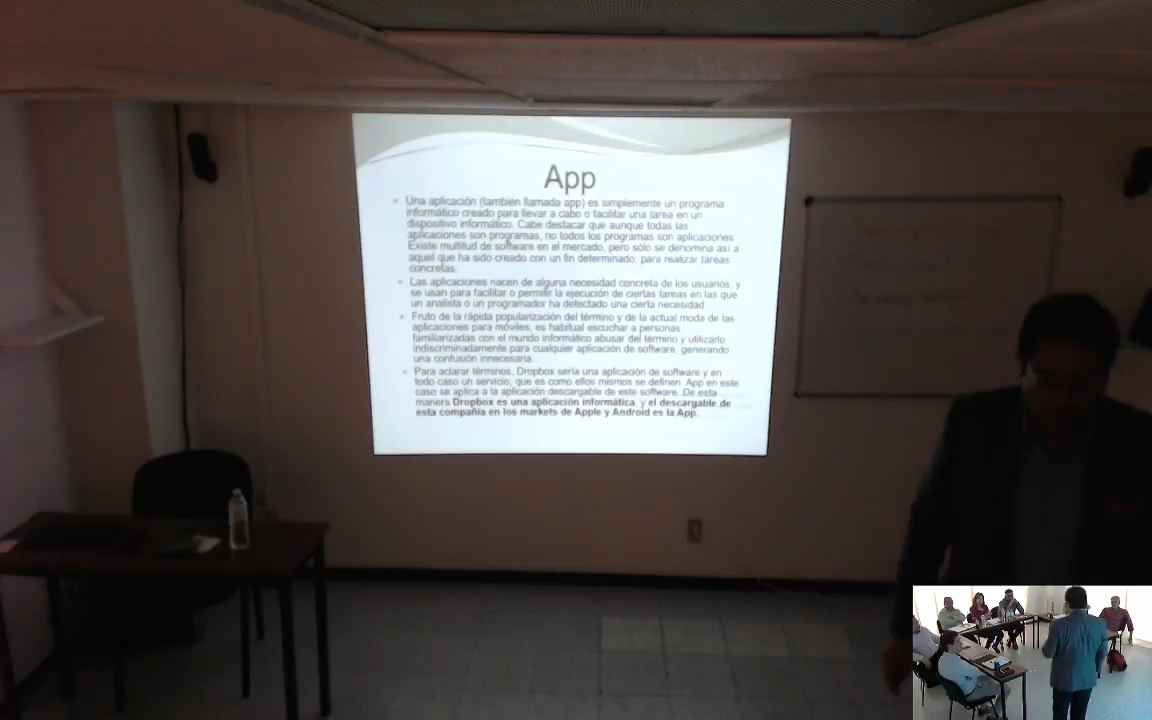 App
Una aplicación (también llamada app) es simplemente un programa
informático creado para llevar a cabo o facilitar una tarea en un
dispositivo informático. Cabe destacar que aunque todas las
aplicaciones son programas, no todos los programas son aplicaciones.
Existe multitud de software en el mercado, pero sólo se denomina así a
aquel que ha sido creado con un fin determinado, para realizar tareas
concretas.
Las aplicaciones nacen de alguna necesidad concreta de los usuarios, y
se usan para facilitar o permitir la ejecución de ciertas tareas en las que
un analista o un programador ha detectado una cierta necesidad.
Fruto de la rápida popularización del término y de la actual moda de las
aplicaciones para móviles, es habitual escuchar a personas
familiarizadas con el mundo informático abusar del término y utilizarlo
indiscriminadamente para cualquier aplicación de software, generando
una confusión innecesaria.
Para aclarar términos, Dropbox sería una aplicación de software y en
todo caso un servicio, que es como ellos mismos se definen. App en este
caso se aplica a la aplicación descargable de este software. De esta
manera Dropbox es una aplicación informática, y el descargable de
esta compañía en los markets de Apple y Android es la App.